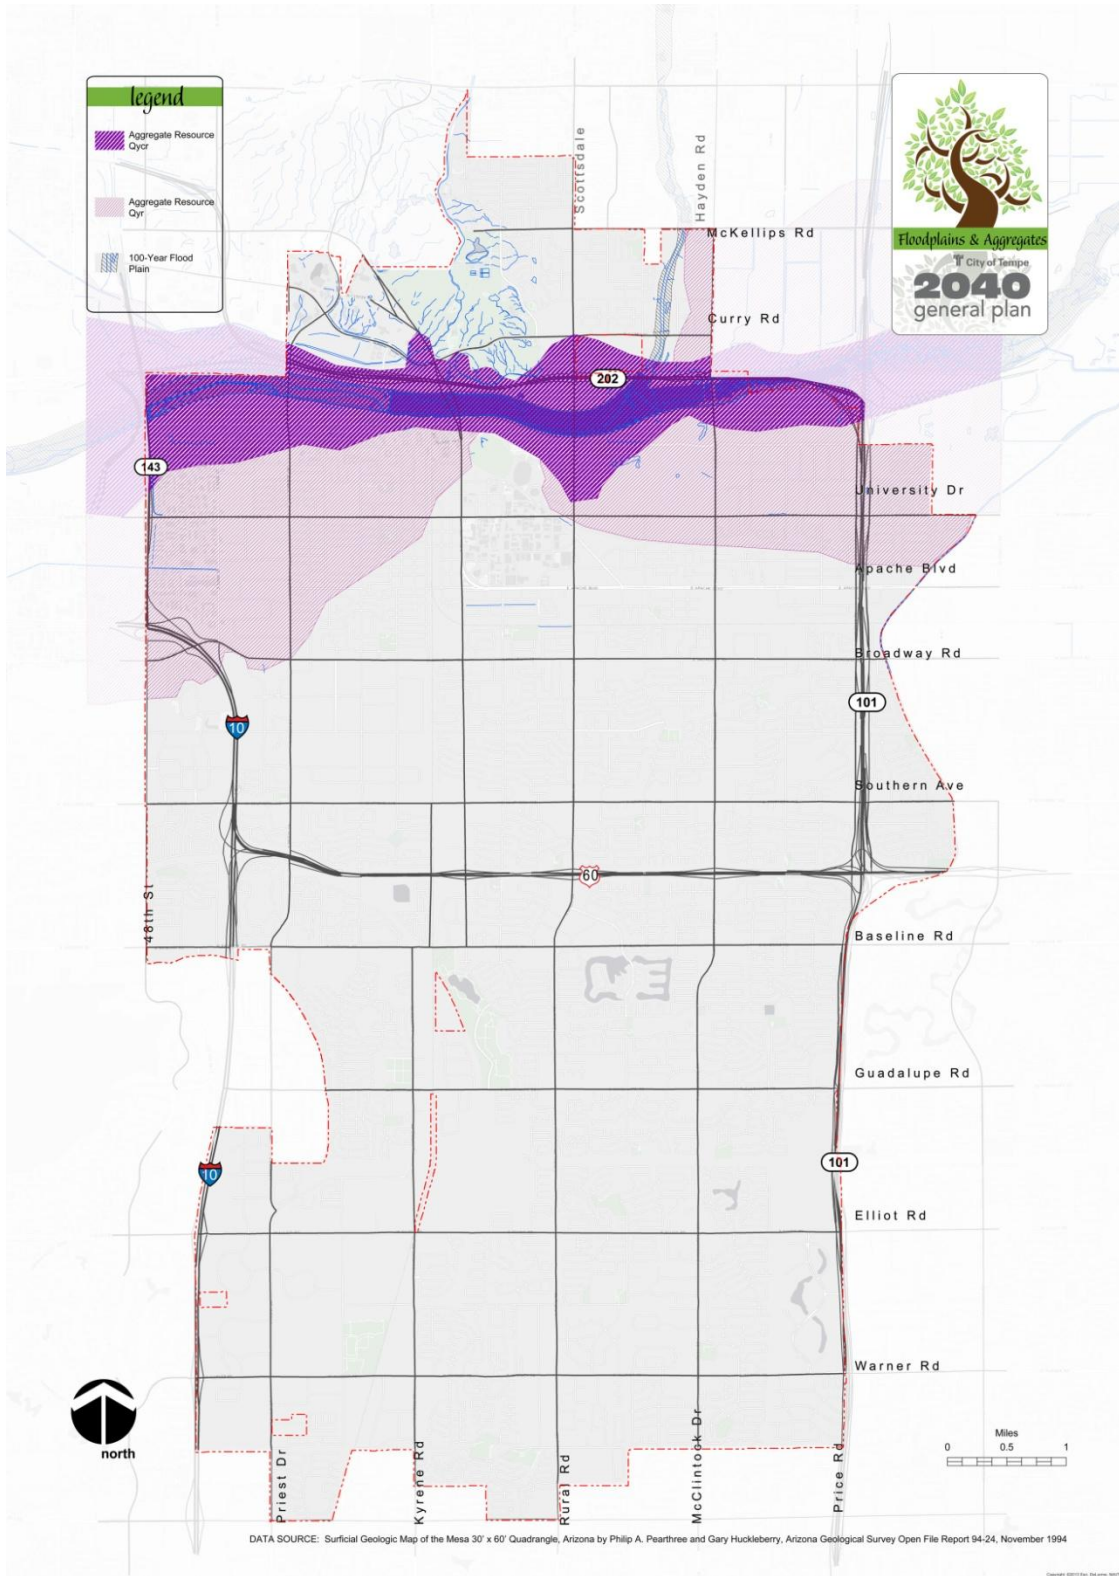 legend
Aggregate Resource
Qycr
Aggregate Resource
Qyr
100-Year Flood
Plain
Floodplains & Aggregates
City of Tempe
2040
general plan
Scottsdale
Hayden Rd
McKellips Rd
Curry Rd
202
143
University Dr
Apache Blvd
Broadway Rd
101
10
Southern Ave
60
48th St
Baseline Rd
Guadalupe Rd
101
10
Elliot Rd
Warner Rd
north
Priest Dr
Kyrene Rd
Rural Rd
McClintock Dr
Price Rd
Miles
0 0.5 1
DATA SOURCE: Surficial Geologic Map of the Mesa 30' x 60' Quadrangle, Arizona by Philip A. Pearthree and Gary Huckleberry, Arizona Geological Survey Open File Report 94-24, November 1994